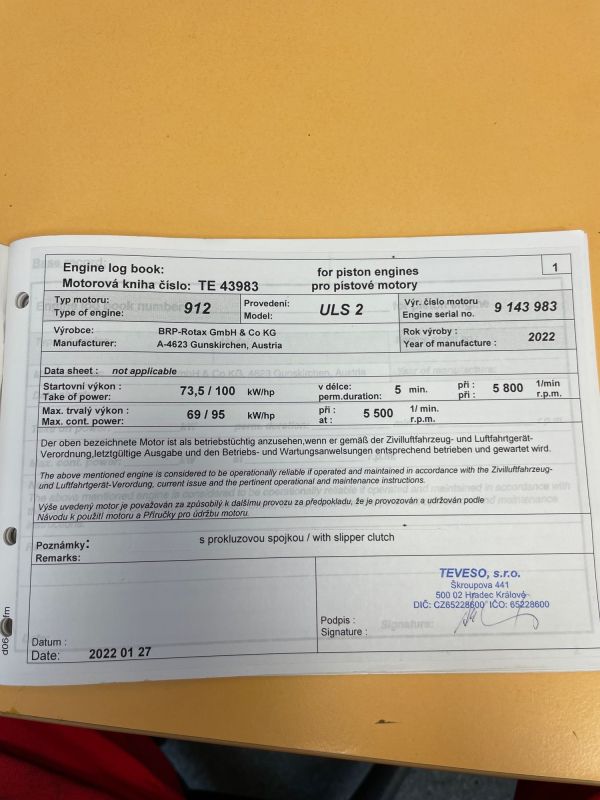 1
Engine log book:
for piston engines
Motorová kniha číslo: TE 43983
pro pístové motory
Typ motoru:
Type of engine:
912
Provedení:
Model:
ULS 2
Výr. číslo motoru
Engine serial no.
9 143 983
Výrobce:
Manufacturer:
BRP-Rotax GmbH & Co KG
A-4623 Gunskirchen, Austria
Rok výroby :
Year of manufacture :
2022
Data sheet : not applicable
Startovní výkon :
Take of power:
73,5 / 100 kW/hp
v délce:
perm.duration:
5 min.
při :
při :
5 800
1/min
r.p.m.
Max. trvalý výkon :
Max. cont. power:
69 / 95 kW/hp
při :
at :
5 500
1/ min.
r.p.m.
Der oben bezeichnete Motor ist als betriebstüchtig anzusehen,wenn er gemäß der Zivilluftfahrzeug- und Luftfahrtgerät-
Verordnung,letztgültige Ausgabe und den Betriebs- und Wartungsanwelsungen entsprechend betrieben und gewartet wird.
The above mentioned engine is considered to be operationally reliable if operated and maintained in accordance with the Zivilluftfahrzeug-
und Luftfahrtgerät-Verordung, current issue and the pertinent operational and maintenance instructions.
Výše uvedený motor je považován za způsobilý k dalšímu provozu za předpokladu, že je provozován a udržován podle
Návodu k použití motoru a Příručky pro údržbu motoru.
Poznámky:
Remarks:
s prokluzovou spojkou / with slipper clutch
TEVESO, s.r.o.
Škroupova 441
500 02 Hradec Králové
DIČ: CZ65228600 IČO: 65228600
Podpis :
Signature :
Datum :
Date:
2022 01 27